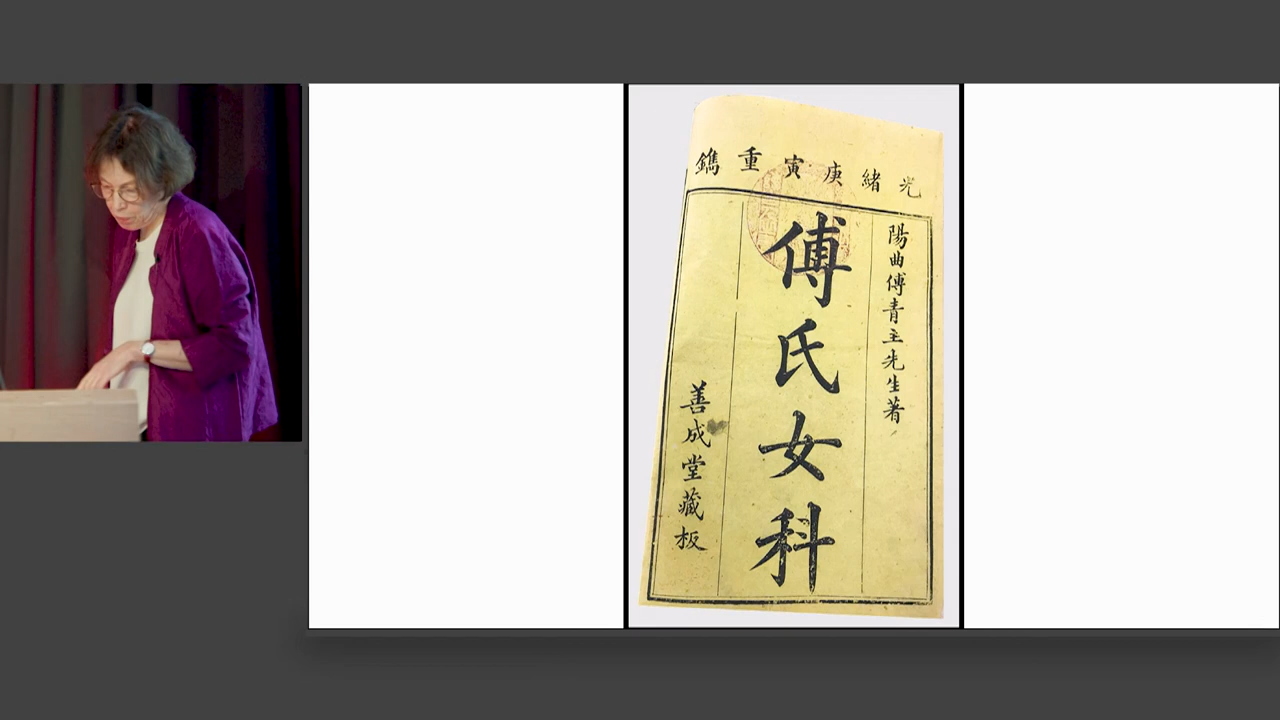 光緒庚寅重鐫
陽曲傅青主先生著
傅氏女科
善成堂藏板